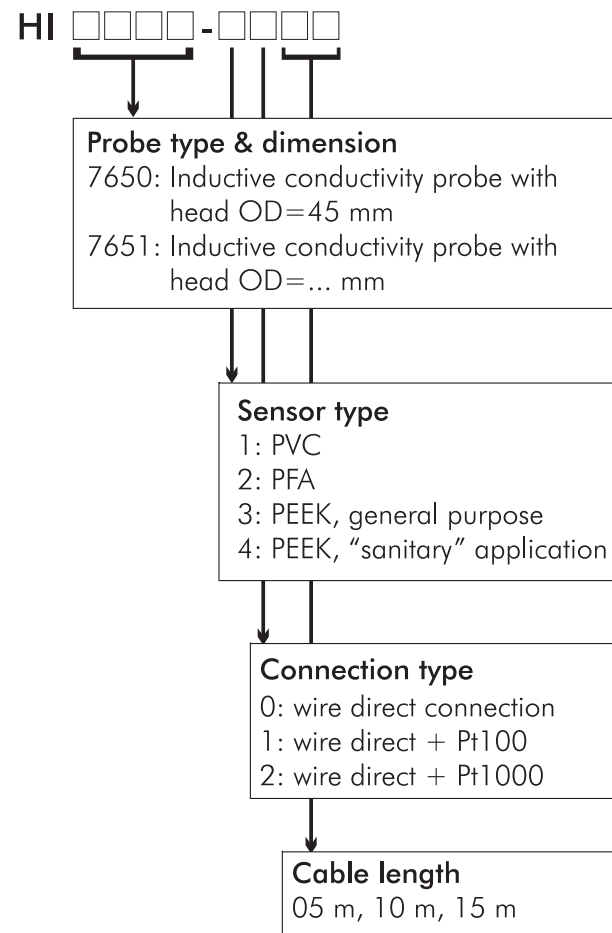 HI □□□□-□□□□
Probe type & dimension
7650: Inductive conductivity probe with
head OD=45 mm
7651: Inductive conductivity probe with
head OD=... mm
Sensor type
1: PVC
2: PFA
3: PEEK, general purpose
4: PEEK, “sanitary” application
Connection type
0: wire direct connection
1: wire direct + Pt100
2: wire direct + Pt1000
Cable length
05 m, 10 m, 15 m